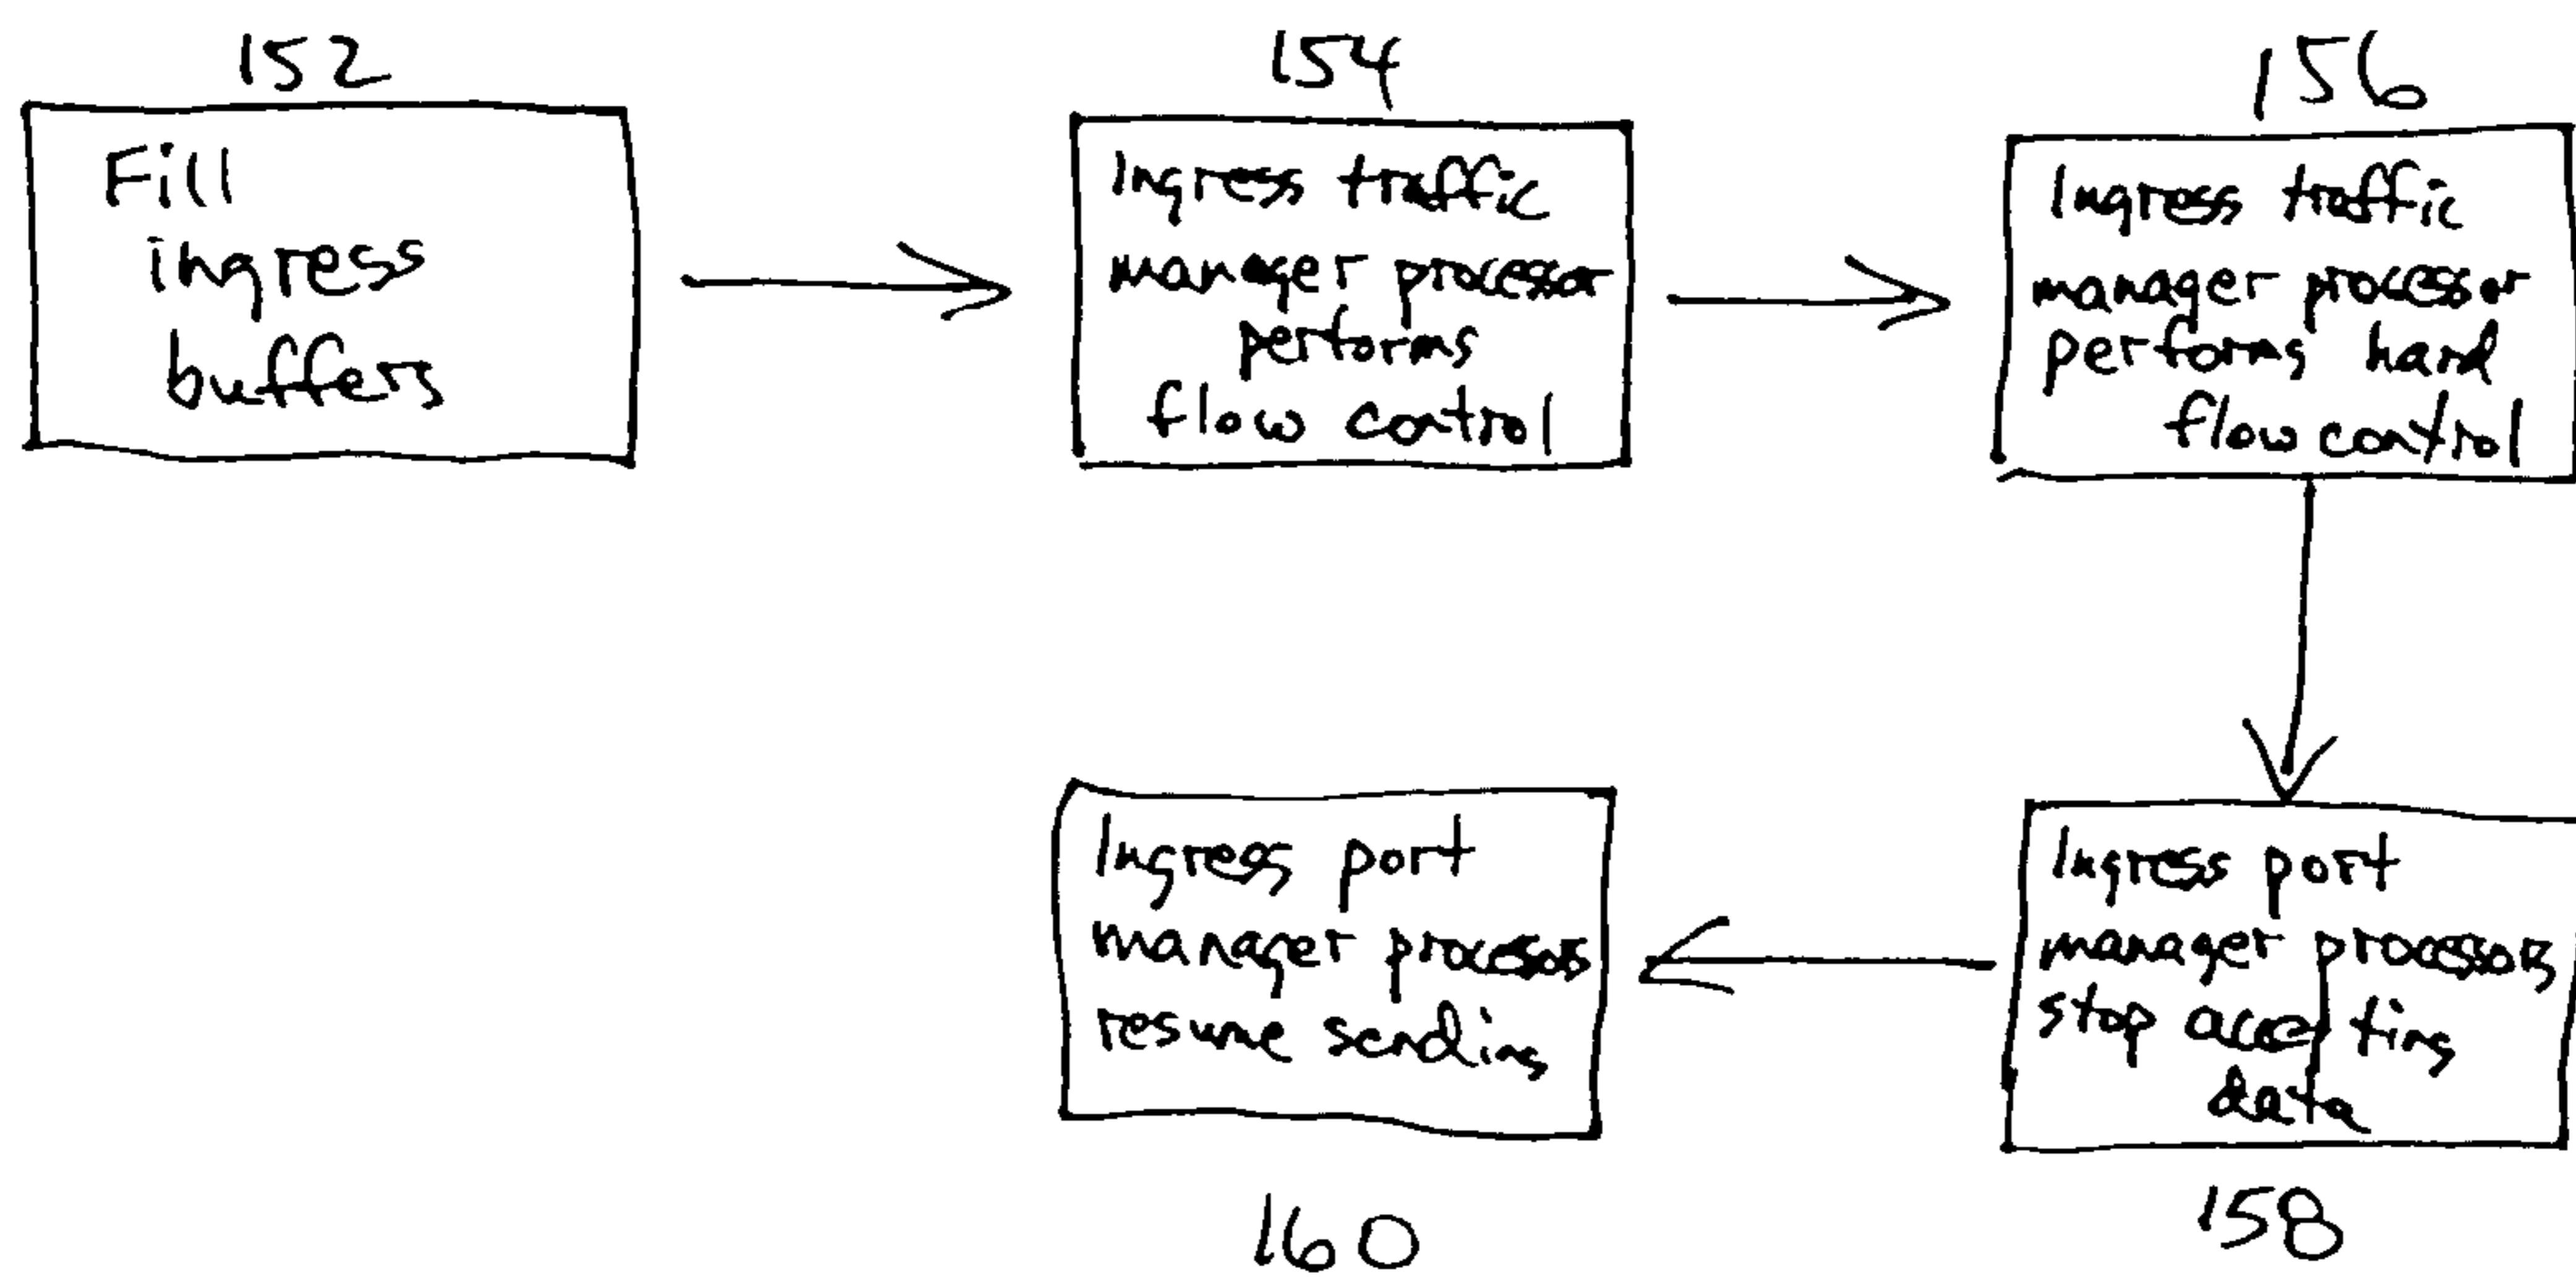 152
Fill
ingress
buffers
154
Ingress traffic
manager processor
performs
flow control
156
Ingress traffic
manager processor
performs hard
flow control
Ingress port
manager processors
resume sending
160
Ingress port
manager processors
stop accepting
data
158